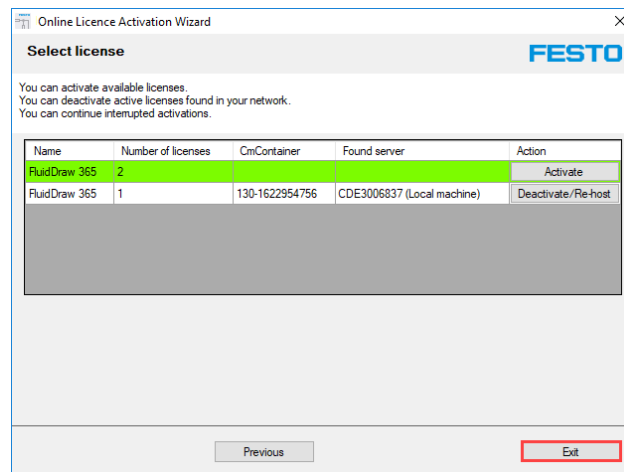 Online Licence Activation Wizard
Select license
FESTO
You can activate available licenses.
You can deactivate active licenses found in your network.
You can continue interrupted activations.
Name Number of licenses CmContainer Found server Action
FluidDraw 365 2 Activate
FluidDraw 365 1 130-1622954756 CDE3006837 (Local machine) Deactivate/Re-host
Previous Exit